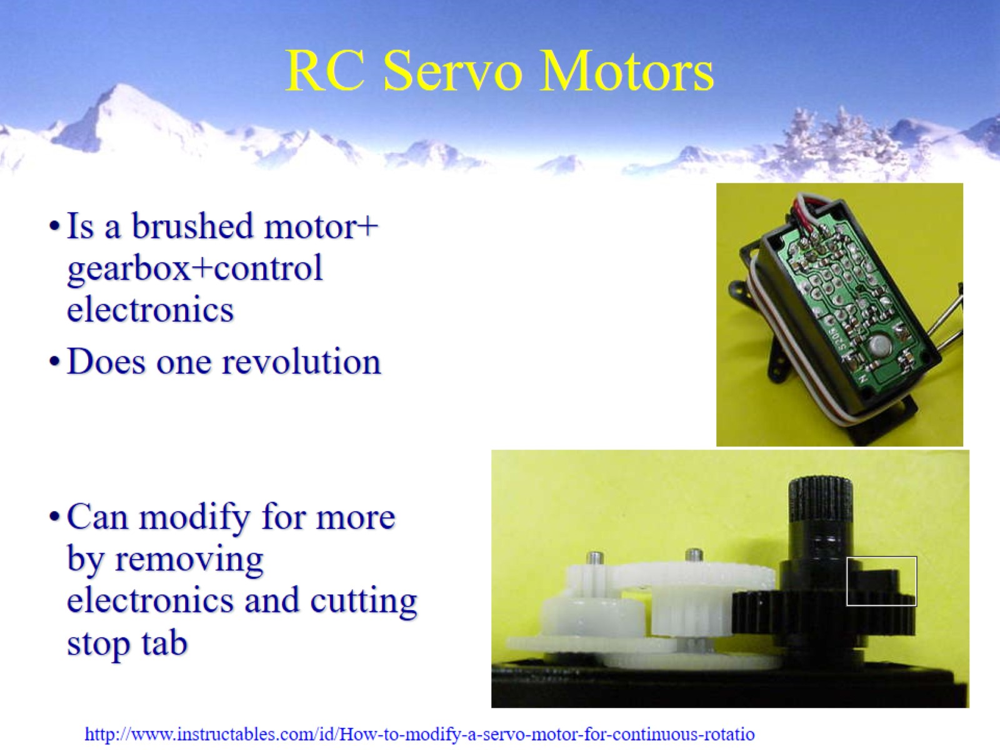 RC Servo Motors
• Is a brushed motor+
gearbox+control
electronics
• Does one revolution
• Can modify for more
by removing
electronics and cutting
stop tab
http://www.instructables.com/id/How-to-modify-a-servo-motor-for-continuous-rotatio